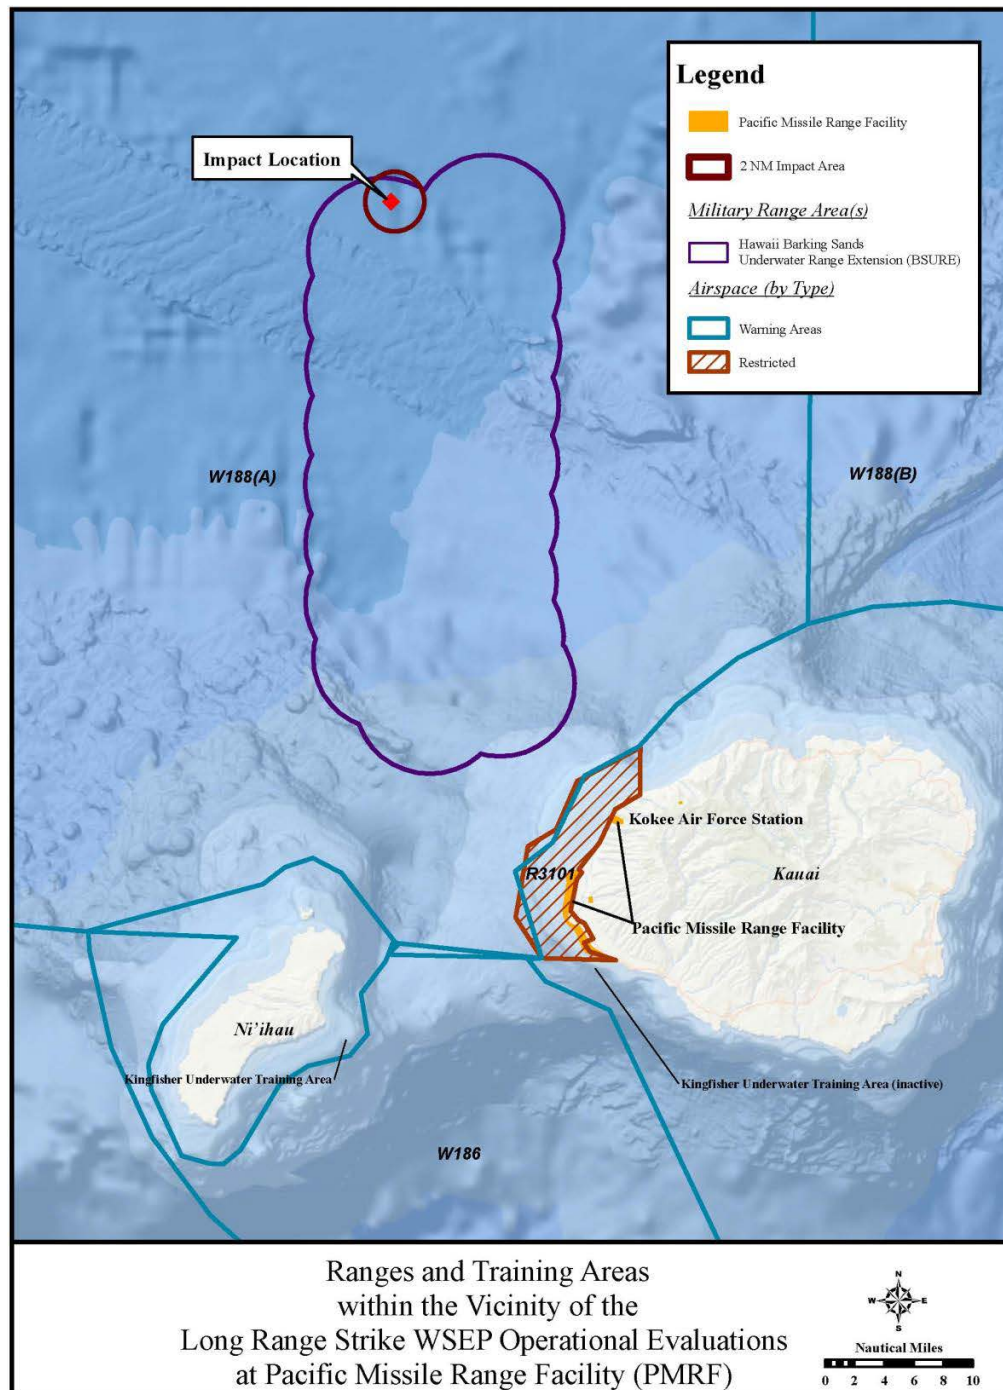 Legend
Pacific Missile Range Facility
2 NM Impact Area
Military Range Area(s)
Hawaii Barking Sands
Underwater Range Extension (BSURE)
Airspace (by Type)
Warning Areas
Restricted
Impact Location
W188(A)
W188(B)
Kokee Air Force Station
R3101
Kauai
Pacific Missile Range Facility
Ni'ihau
Kingfisher Underwater Training Area
Kingfisher Underwater Training Area (inactive)
W186
Ranges and Training Areas
within the Vicinity of the
Long Range Strike WSEP Operational Evaluations
at Pacific Missile Range Facility (PMRF)
N
W E
S
Nautical Miles
0 2 4 6 8 10